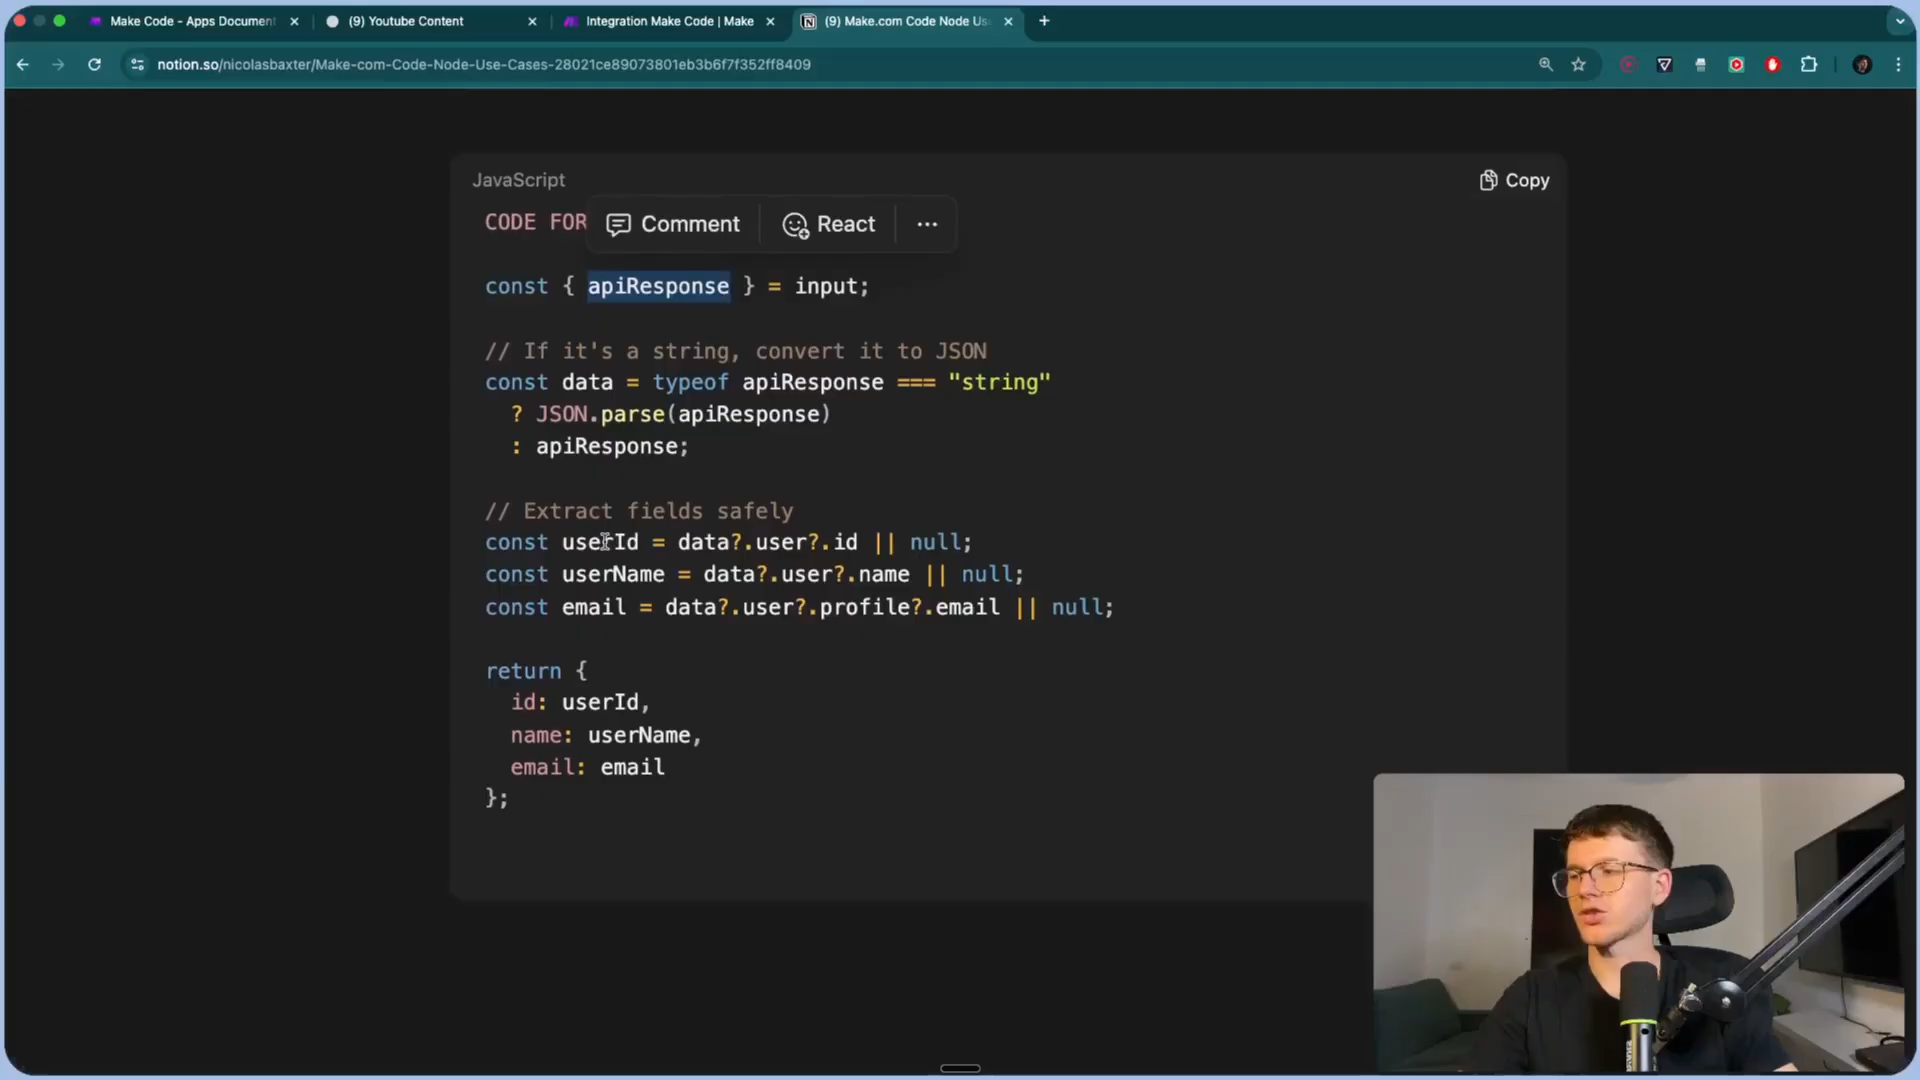 Make Code - Apps Document
(9) Youtube Content
Integration Make Code | Make
(9) Make.com Code Node Us
notion.so/nicolasbaxter/Make-com-Code-Node-Use-Cases-28021ce89073801eb3b6f7f352ff8409
JavaScript
Copy
CODE FOR
Comment
React
const { apiResponse } = input;
// If it's a string, convert it to JSON
const data = typeof apiResponse === "string"
? JSON.parse(apiResponse)
: apiResponse;
// Extract fields safely
const userId = data?.user?.id || null;
const userName = data?.user?.name || null;
const email = data?.user?.profile?.email || null;
return {
id: userId,
name: userName,
email: email
};